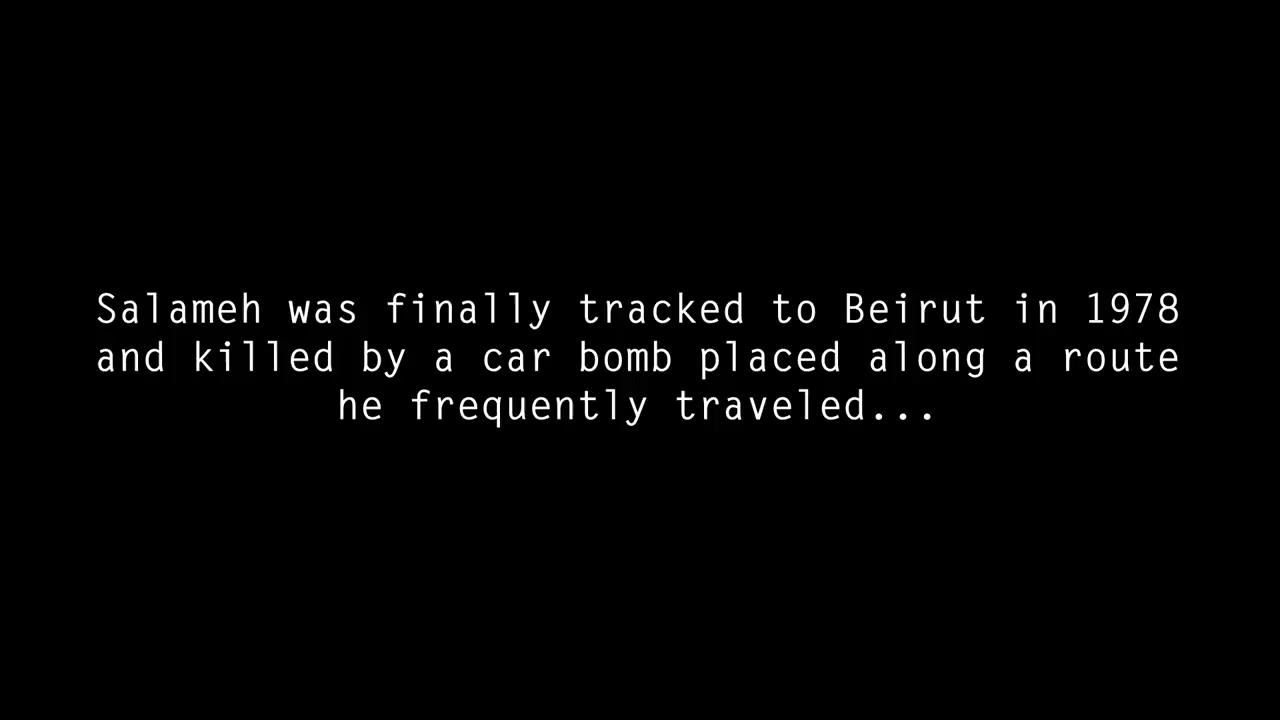 Salameh was finally tracked to Beirut in 1978
and killed by a car bomb placed along a route
he frequently traveled...